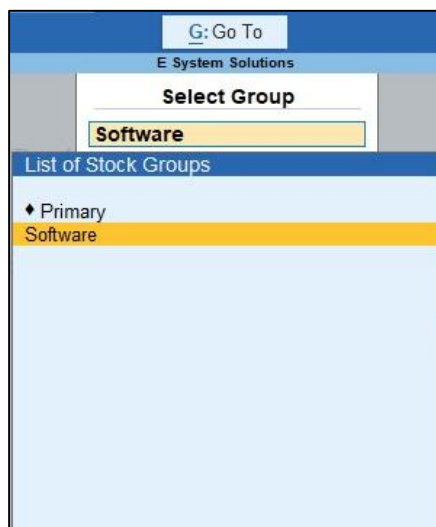 G: Go To
E System Solutions
Select Group
Software
List of Stock Groups
♦ Primary
Software